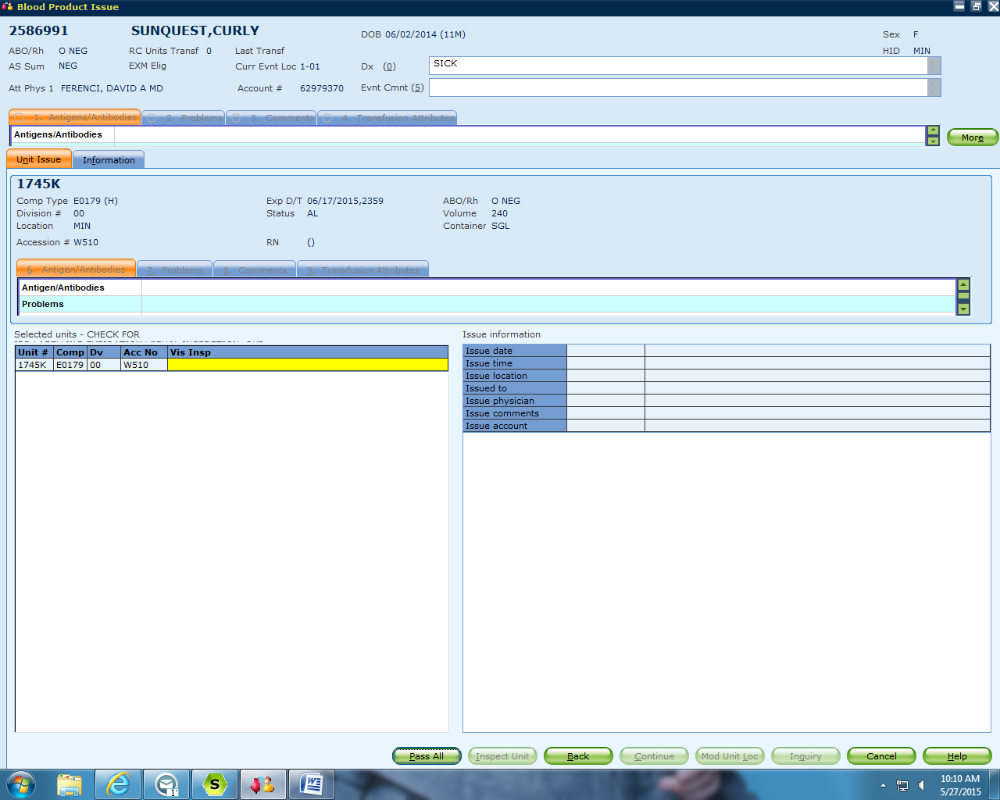 Blood Product Issue
2586991 SUNQUEST,CURLY DOB 06/02/2014 (11M) Sex F
ABO/Rh O NEG RC Units Transf 0 Last Transf HID MIN
AS Sum NEG EXM Elig Curr Evnt Loc 1-01 Dx (0) SICK
Att Phys 1 FERENCI, DAVID A MD Account # 62979370 Evnt Cmnt (5)
1. Antigens/Antibodies 2. Problems 3. Comments 4. Transfusion Attributes
Antigens/Antibodies
More
Unit Issue Information
1745K
Comp Type E0179 (H) Exp D/T 06/17/2015,2359 ABO/Rh O NEG
Division # 00 Status AL Volume 240
Location MIN Container SGL
Accession # W510 RN ()
6. Antigen/Antibodies 7. Problems 8. Comments 9. Transfusion Attributes
Antigen/Antibodies
Problems
Selected units - CHECK FOR Issue information
Unit # Comp Dv Acc No Vis Insp
1745K E0179 00 W510
Issue date
Issue time
Issue location
Issued to
Issue physician
Issue comments
Issue account
Pass All Inspect Unit Back Continue Mod Unit Loc Inquiry Cancel Help
10:10 AM
5/27/2015